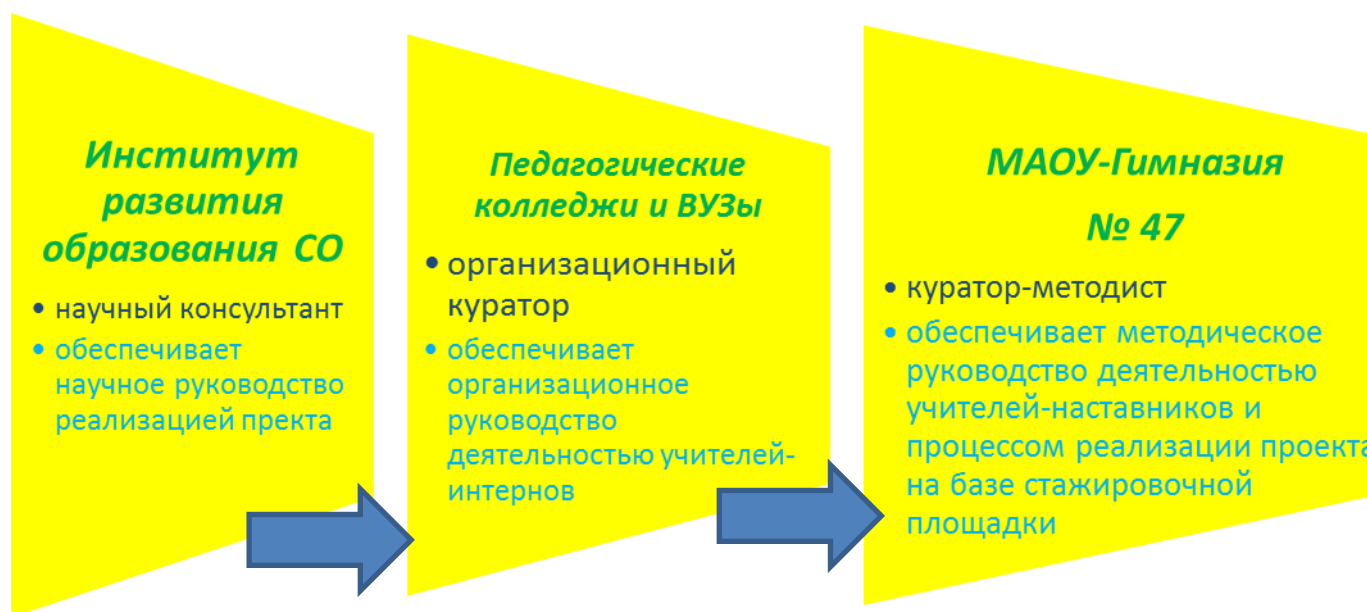 Институт
развития
образования СО
• научный консультант
• обеспечивает
научное руководство
реализацией пректа
Педагогические
колледжи и ВУЗы
• организационный
куратор
• обеспечивает
организационное
руководство
деятельностью учителей-
интернов
МАОУ-Гимназия
№ 47
• куратор-методист
• обеспечивает методическое
руководство деятельностью
учителей-наставников и
процессом реализации проекта
на базе стажировочной
площадки